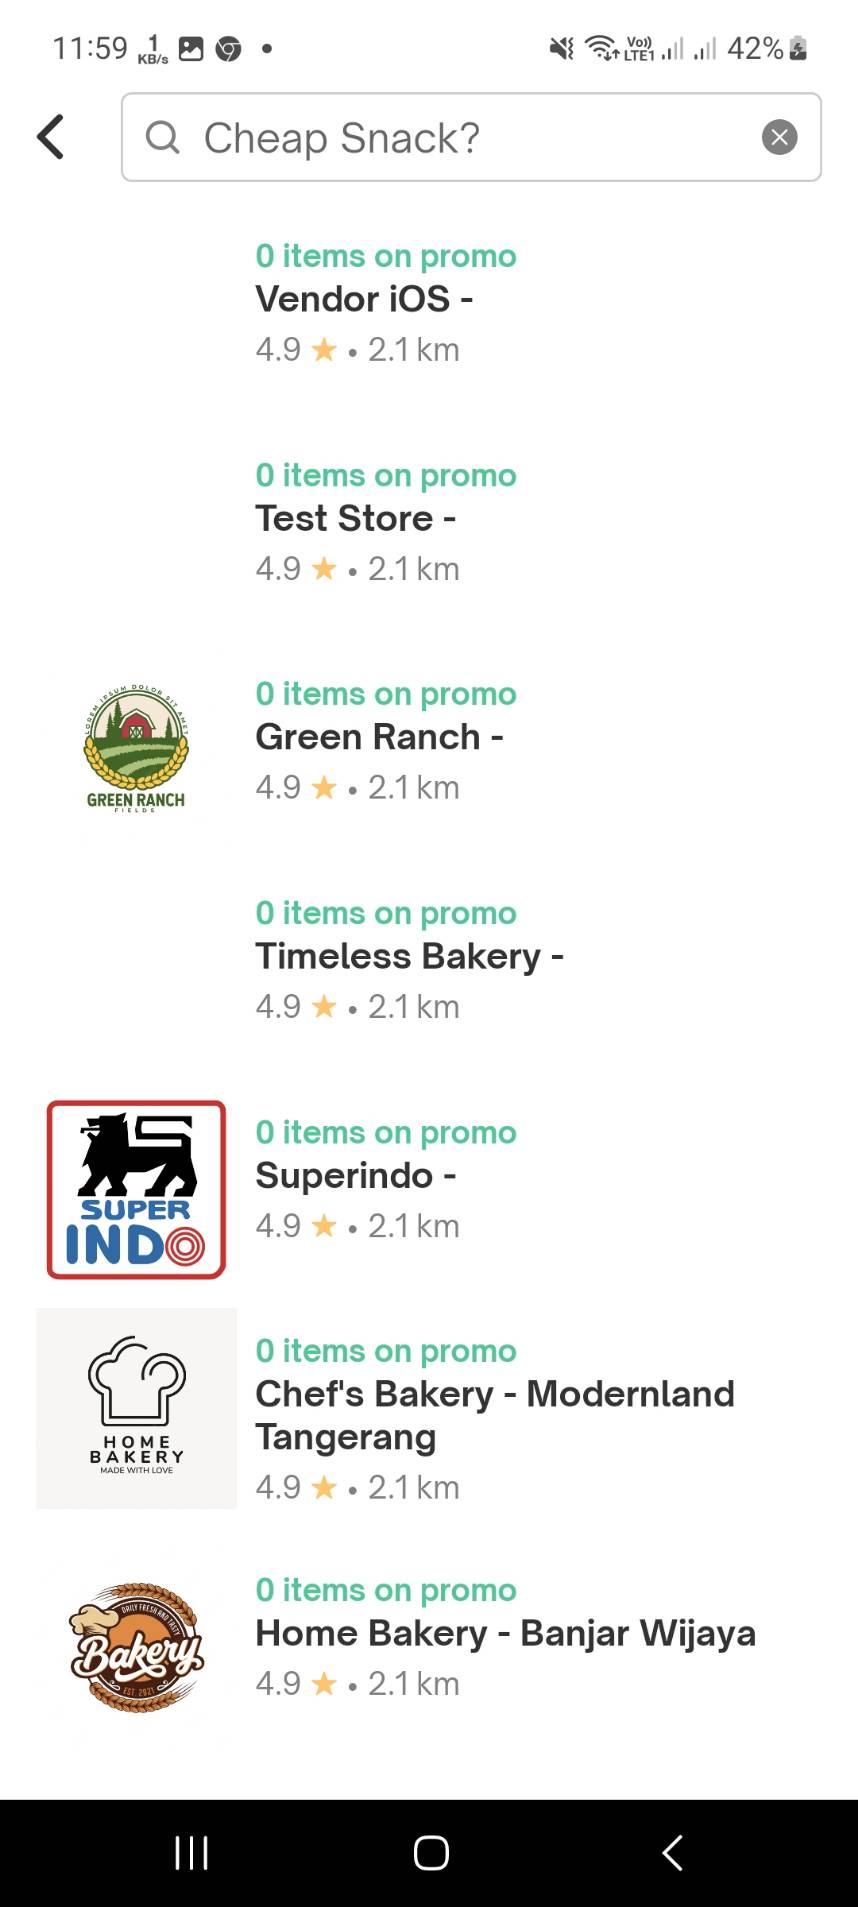 11:59 1 KB/s Vo)) LTE1 42%
Cheap Snack?
0 items on promo
Vendor iOS -
4.9 ★ • 2.1 km
0 items on promo
Test Store -
4.9 ★ • 2.1 km
LOREM IPSUM DOLOR SIT AMET
GREEN RANCH
FIELDS
0 items on promo
Green Ranch -
4.9 ★ • 2.1 km
0 items on promo
Timeless Bakery -
4.9 ★ • 2.1 km
SUPER
INDO
0 items on promo
Superindo -
4.9 ★ • 2.1 km
HOME
BAKERY
MADE WITH LOVE
0 items on promo
Chef's Bakery - Modernland
Tangerang
4.9 ★ • 2.1 km
DAILY FRESH AND TASTY
Bakery
EST. 2021
0 items on promo
Home Bakery - Banjar Wijaya
4.9 ★ • 2.1 km